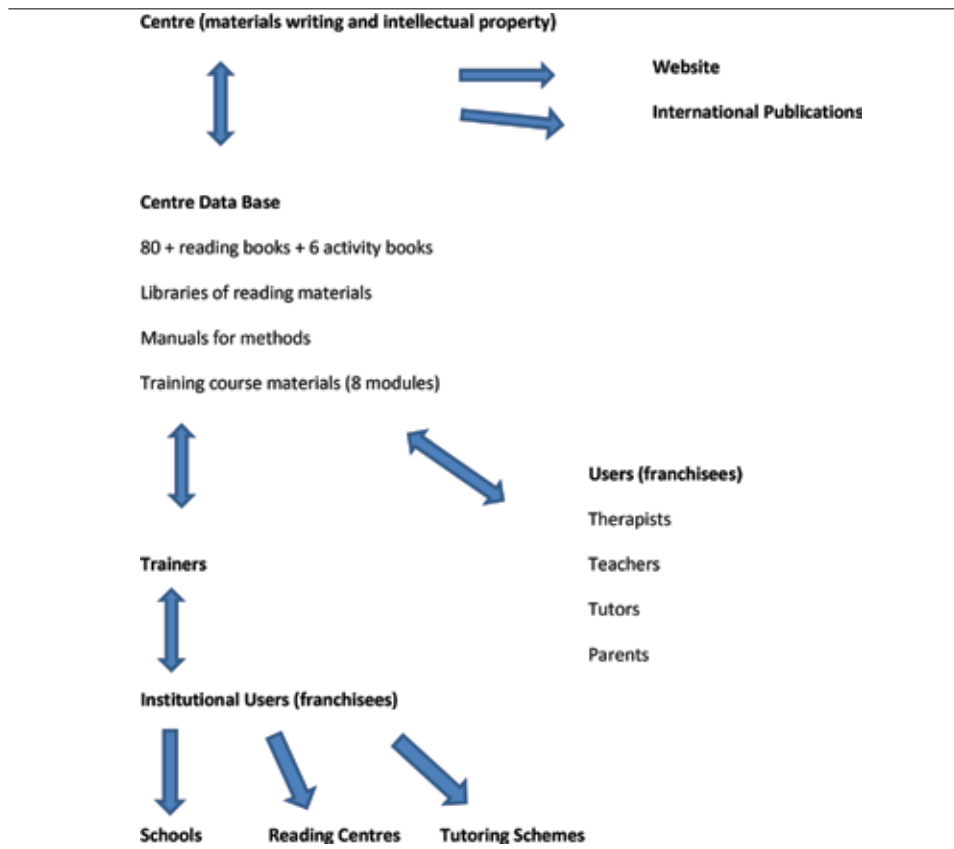 Centre (materials writing and intellectual property)
Website
International Publications
Centre Data Base
80 + reading books + 6 activity books
Libraries of reading materials
Manuals for methods
Training course materials (8 modules)
Users (franchisees)
Therapists
Trainers
Teachers
Tutors
Parents
Institutional Users (franchisees)
Schools
Reading Centres
Tutoring Schemes